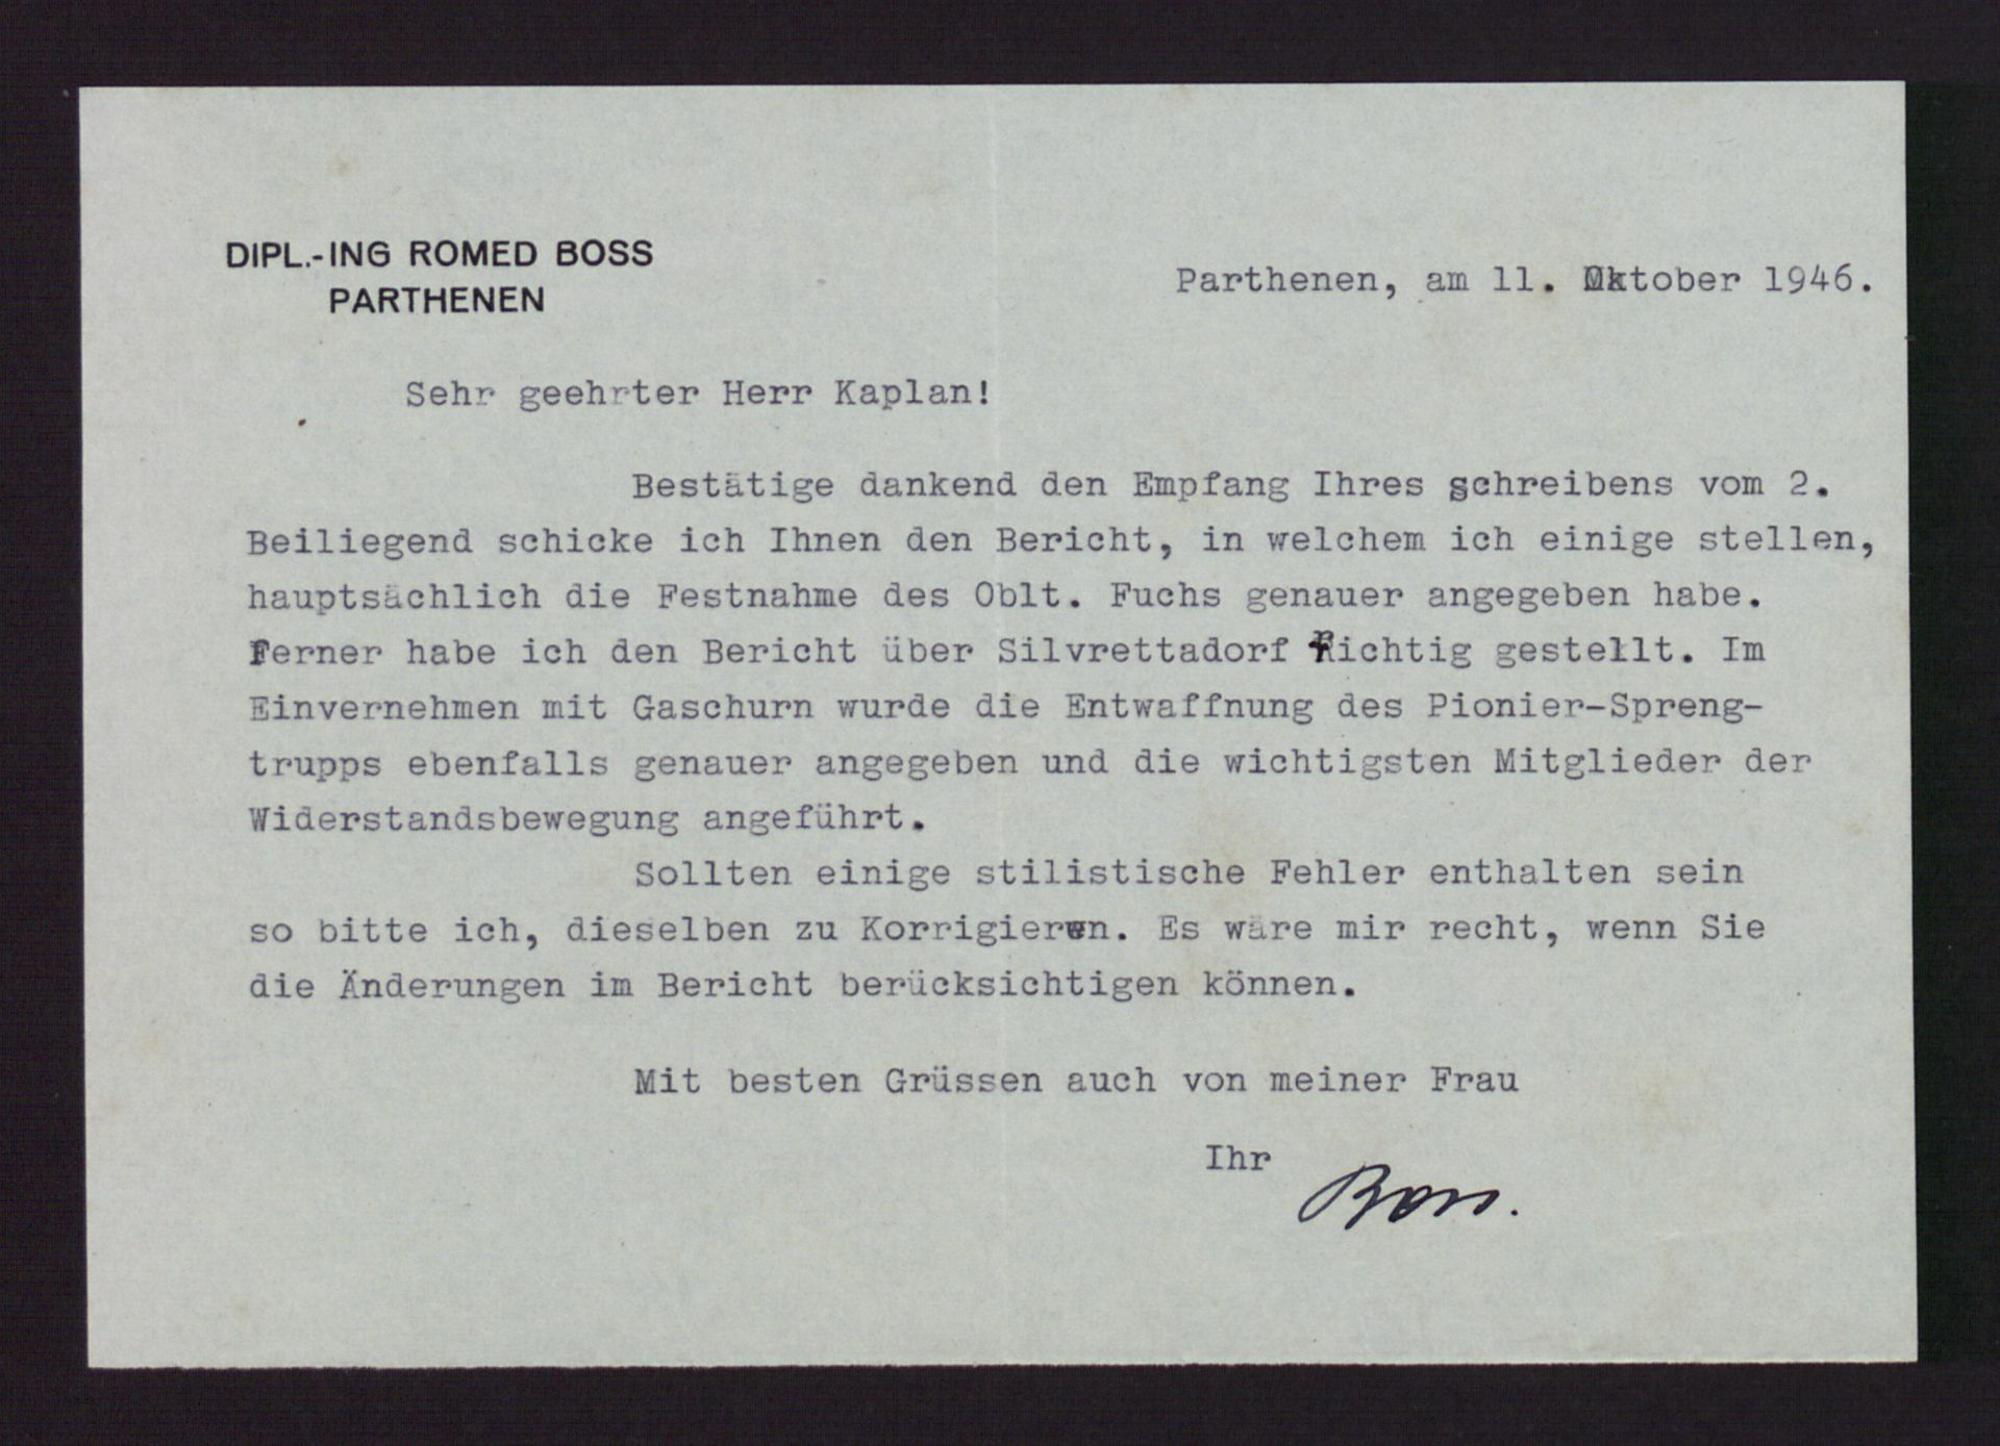 DIPL.-ING ROMED BOSS
PARTHENEN
Parthenen, am 11. Oktober 1946.
Sehr geehrter Herr Kaplan!
Bestätige dankend den Empfang Ihres schreibens vom 2.
Beiliegend schicke ich Ihnen den Bericht, in welchem ich einige stellen,
hauptsächlich die Festnahme des Oblt. Fuchs genauer angegeben habe.
Ferner habe ich den Bericht über Silvrettadorf Richtig gestellt. Im
Einvernehmen mit Gaschurn wurde die Entwaffnung des Pionier-Spreng-
trupps ebenfalls genauer angegeben und die wichtigsten Mitglieder der
Widerstandsbewegung angeführt.
Sollten einige stilistische Fehler enthalten sein
so bitte ich, dieselben zu Korrigieren. Es wäre mir recht, wenn Sie
die Änderungen im Bericht berücksichtigen können.
Mit besten Grüssen auch von meiner Frau
Ihr
Boss.